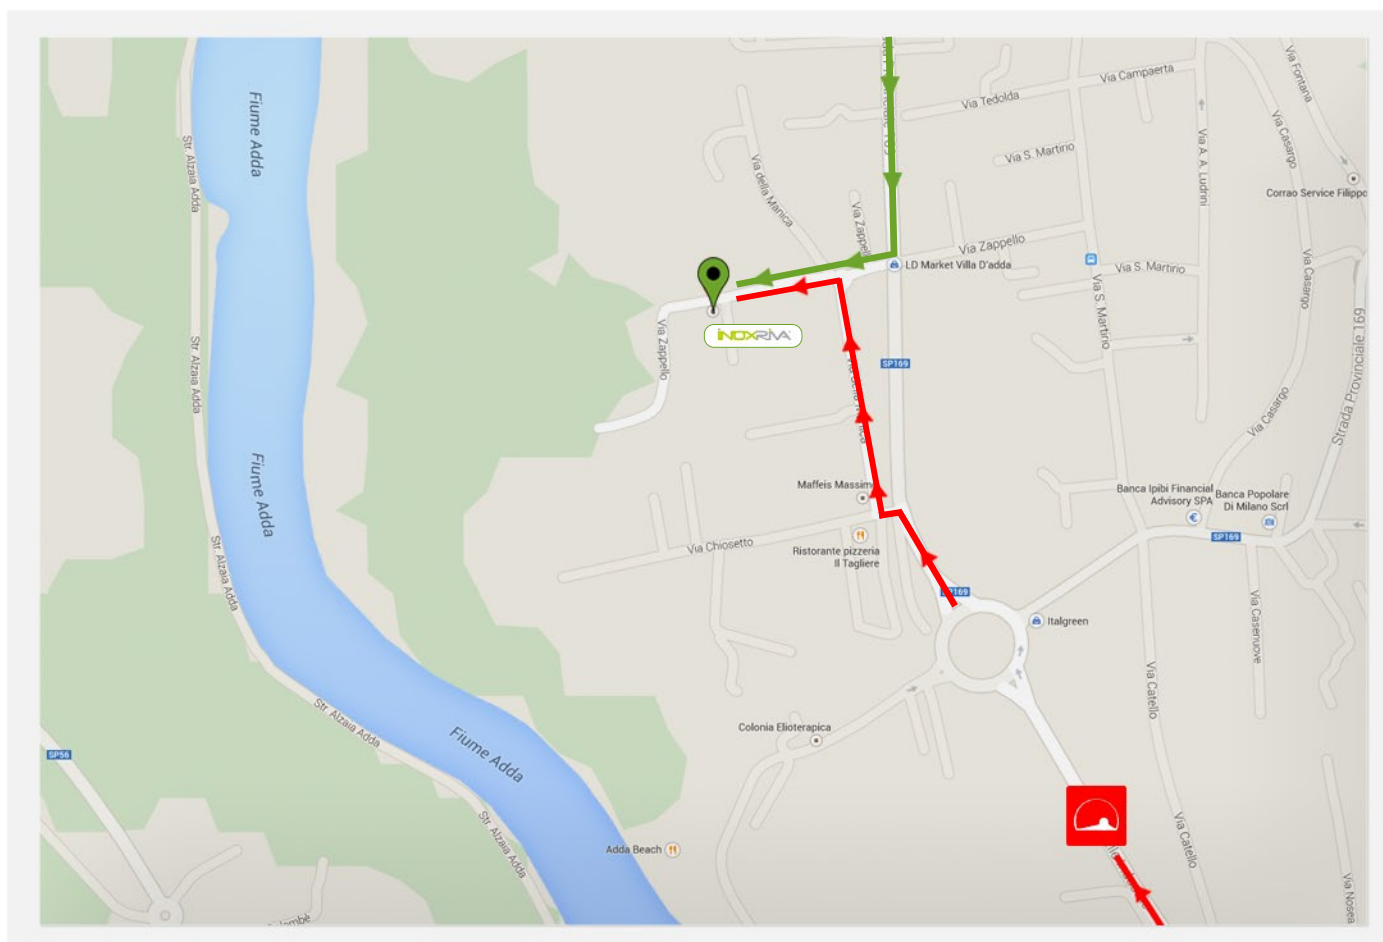 Fiume Adda
Str. Alzaia Adda
Via Fontana
Via Campaerta
Via Tedolda
Via Casargo
Via S. Martirio
Via A. A. Ludrini
Via della Manica
Corrao Service Filippo
Via Zappello
Via Zappello
LD Market Villa D'adda
Via S. Martirio
Via S. Martirio
Via Casargo
INOXRIVA
Via Zappello
SP169
Strada Provinciale 169
Str. Alzaia Adda
Via Casargo
Fiume Adda
Maffeis Massimo
Banca Ipibi Financial
Advisory SPA
Banca Popolare
Di Milano Scrl
SP169
Via Chiosetto
Ristorante pizzeria
Il Tagliere
Str. Alzaia Adda
SP169
Italgreen
Via Casenuove
Via Catello
Str. Alzaia Adda
Colonia Elioterapica
Fiume Adda
SP56
Adda Beach
Str. Alzaia Adda
Via Catello
Via Nosea